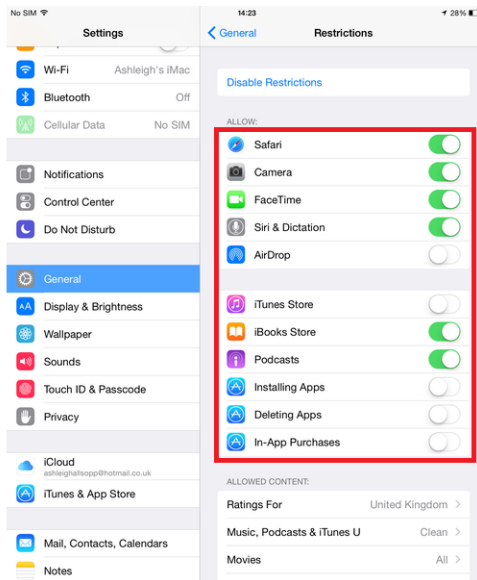 No SIM 14:23 28%
Settings
Wi-Fi Ashleigh's iMac
Bluetooth Off
Cellular Data No SIM
Notifications
Control Center
Do Not Disturb
General
Display & Brightness
Wallpaper
Sounds
Touch ID & Passcode
Privacy
iCloud
ashleighallsopp@hotmail.co.uk
iTunes & App Store
Mail, Contacts, Calendars
Notes
General Restrictions
Disable Restrictions
ALLOW:
Safari
Camera
FaceTime
Siri & Dictation
AirDrop
iTunes Store
iBooks Store
Podcasts
Installing Apps
Deleting Apps
In-App Purchases
ALLOWED CONTENT:
Ratings For United Kingdom
Music, Podcasts & iTunes U Clean
Movies All